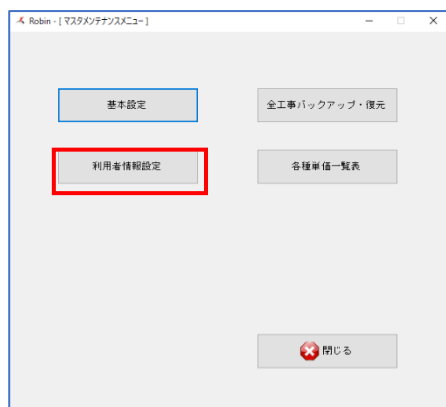 Robin - [ マスタメンテナンスメニュー ]
基本設定
全工事バックアップ・復元
利用者情報設定
各種単価一覧表
閉じる